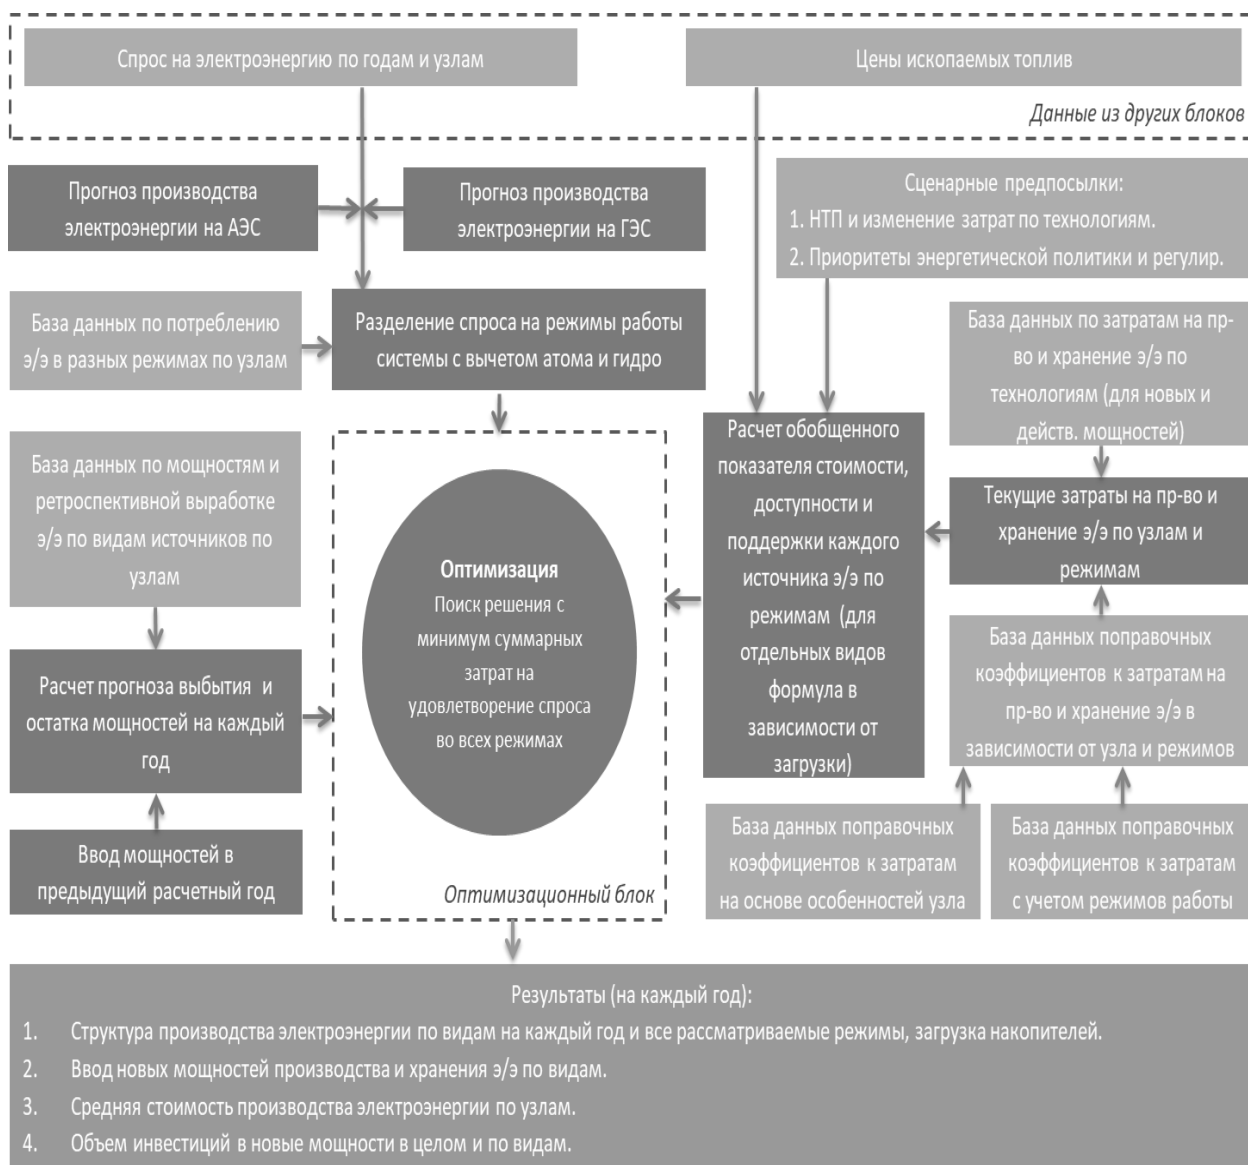 Спрос на электроэнергию по годам и узлам
Цены ископаемых топлив
Данные из других блоков
Прогноз производства
электроэнергии на АЭС
Прогноз производства
электроэнергии на ГЭС
Сценарные предпосылки:
1. НТП и изменение затрат по технологиям.
2. Приоритеты энергетической политики и регулир.
База данных по потреблению
э/э в разных режимах по узлам
Разделение спроса на режимы работы
системы с вычетом атома и гидро
База данных по затратам на пр-
во и хранение э/э по
технологиям (для новых и
действ. мощностей)
База данных по мощностям и
ретроспективной выработке
э/э по видам источников по
узлам
Оптимизация
Поиск решения с
минимум суммарных
затрат на
удовлетворение спроса
во всех режимах
Оптимизационный блок
Расчет обобщенного
показателя стоимости,
доступности и
поддержки каждого
источника э/э по
режимам (для
отдельных видов
формула в
зависимости от
загрузки)
Текущие затраты на пр-во и
хранение э/э по узлам и
режимам
Расчет прогноза выбытия и
остатка мощностей на каждый
год
База данных поправочных
коэффициентов к затратам на
пр-во и хранение э/э в
зависимости от узла и режимов
Ввод мощностей в
предыдущий расчетный год
База данных поправочных
коэффициентов к затратам
на основе особенностей узла
База данных поправочных
коэффициентов к затратам
с учетом режимов работы
Результаты (на каждый год):
1. Структура производства электроэнергии по видам на каждый год и все рассматриваемые режимы, загрузка накопителей.
2. Ввод новых мощностей производства и хранения э/э по видам.
3. Средняя стоимость производства электроэнергии по узлам.
4. Объем инвестиций в новые мощности в целом и по видам.